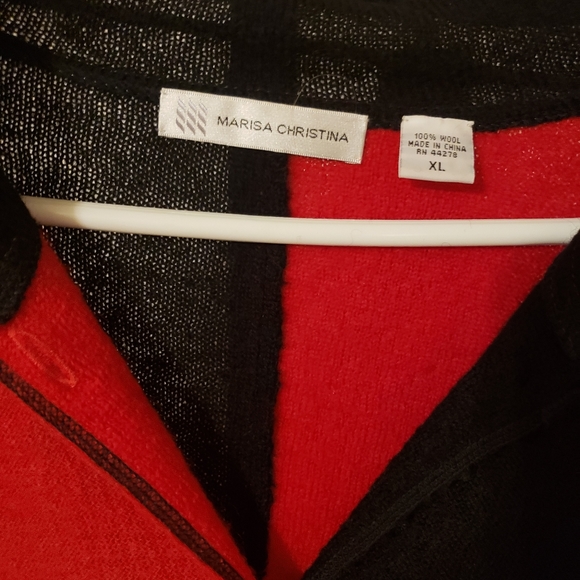 MARISA CHRISTINA
100% WOOL
MADE IN CHINA
RN 44278
XL